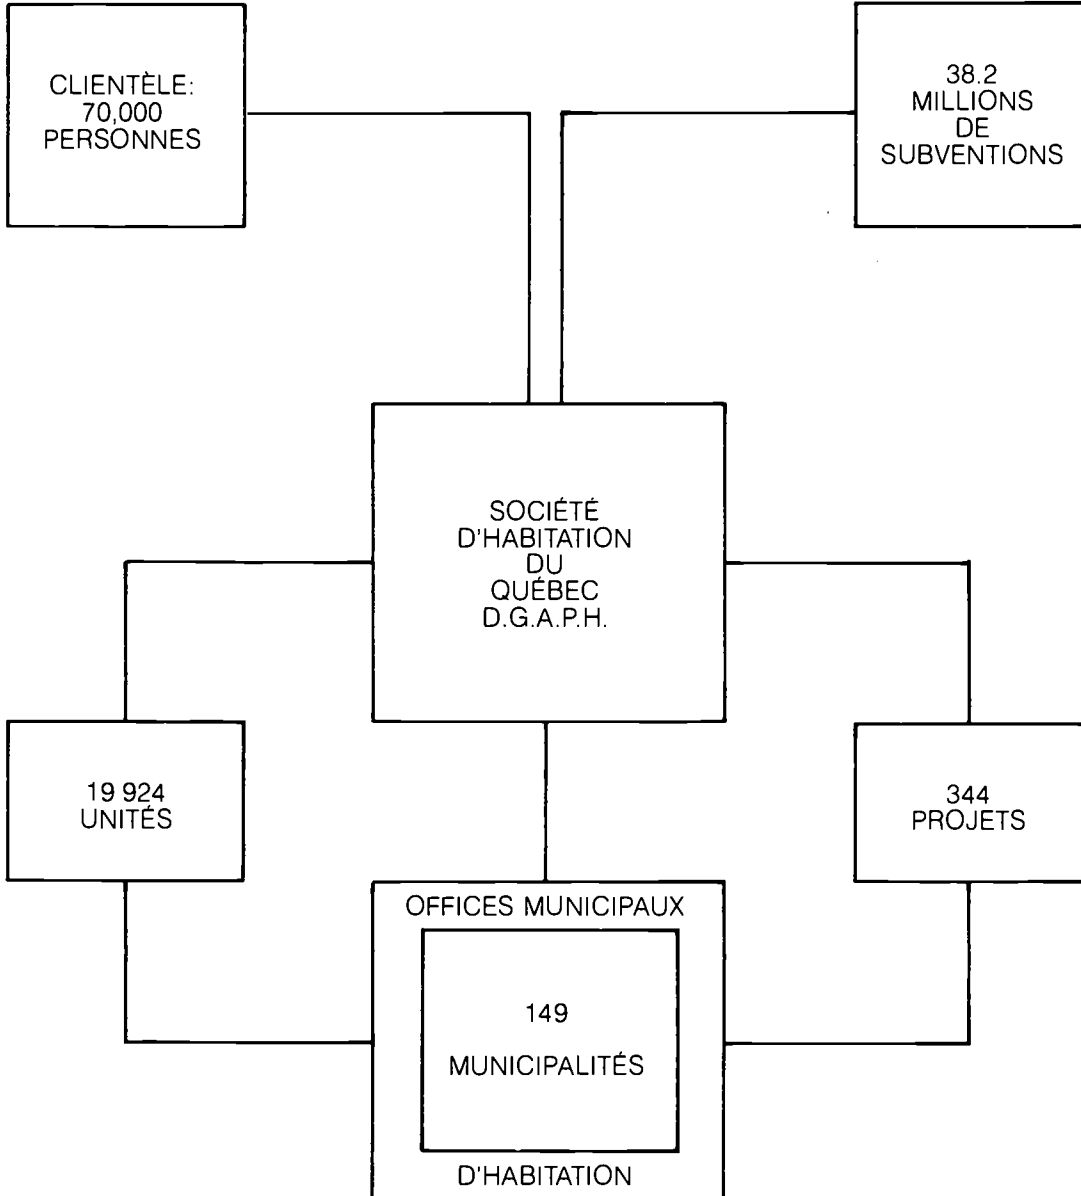 CLIENTÈLE:
70,000
PERSONNES
38.2
MILLIONS
DE
SUBVENTIONS
SOCIÉTÉ
D'HABITATION
DU
QUÉBEC
D.G.A.P.H.
19 924
UNITÉS
344
PROJETS
OFFICES MUNICIPAUX
149
MUNICIPALITÉS
D'HABITATION